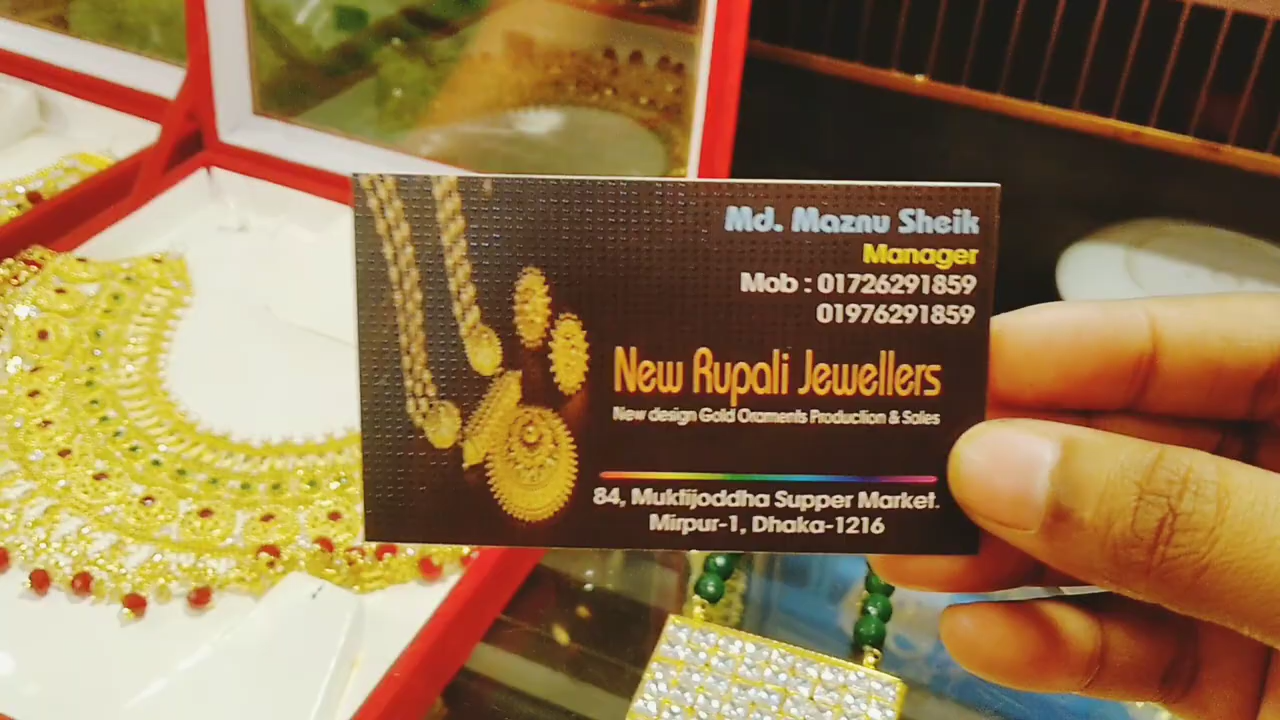 Md. Maznu Sheik
Manager
Mob : 01726291859
01976291859
New Rupali Jewellers
New design Gold Oraments Production & Sales
84, Muktijoddha Supper Market.
Mirpur-1, Dhaka-1216